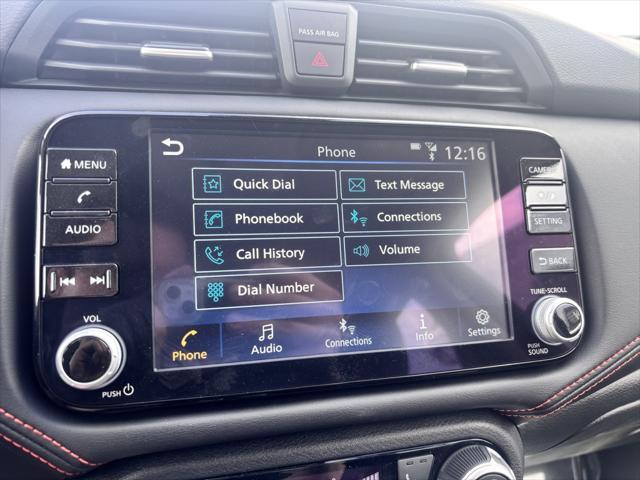 PASS AIR BAG
MENU
AUDIO
VOL
PUSH
Phone
12:16
Quick Dial
Text Message
Phonebook
Connections
Call History
Volume
Dial Number
Phone
Audio
Connections
Info
Settings
CAMERA
SETTING
BACK
TUNE-SCROLL
PUSH
SOUND